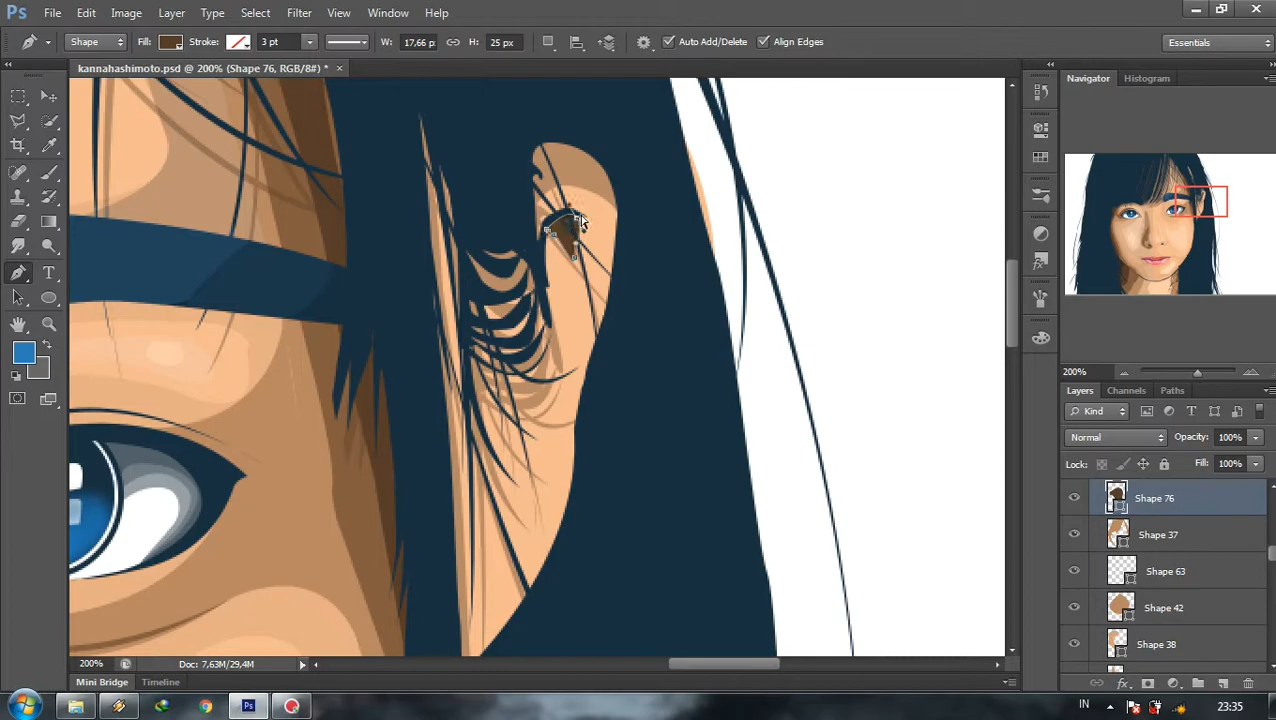 Ps File Edit Image Layer Type Select Filter View Window Help
Shape Fill: Stroke: 3 pt W: 17,66 p: H: 25 px Auto Add/Delete Align Edges Essentials
kannahashimoto.psd @ 200% (Shape 76, RGB/8#) * ×
Navigator Histogram
200%
Layers Channels Paths
Kind
Normal Opacity: 100%
Lock: Fill: 100%
Shape 76
Shape 37
Shape 63
Shape 42
Shape 38
200% Doc: 7,63M/29,4M
Mini Bridge Timeline
Ps IN 23:35